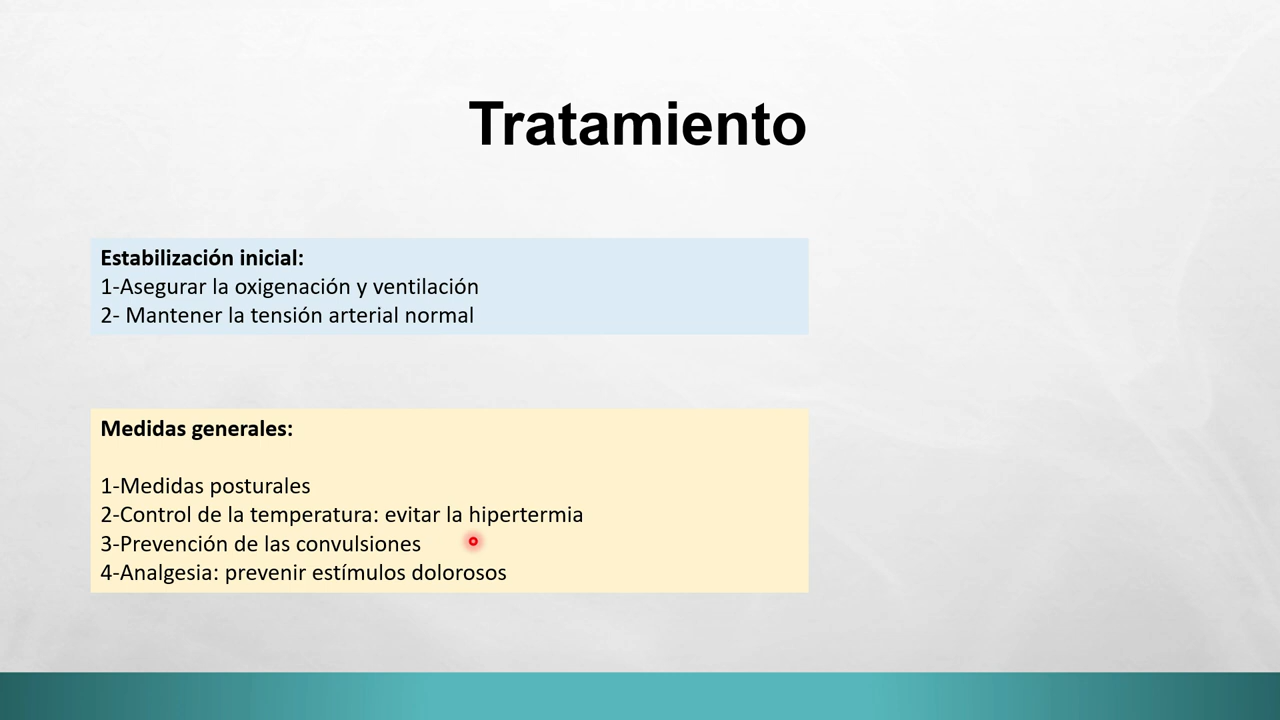 Tratamiento
Estabilización inicial:
1-Asegurar la oxigenación y ventilación
2- Mantener la tensión arterial normal
Medidas generales:
1-Medidas posturales
2-Control de la temperatura: evitar la hipertermia
3-Prevención de las convulsiones
4-Analgesia: prevenir estímulos dolorosos